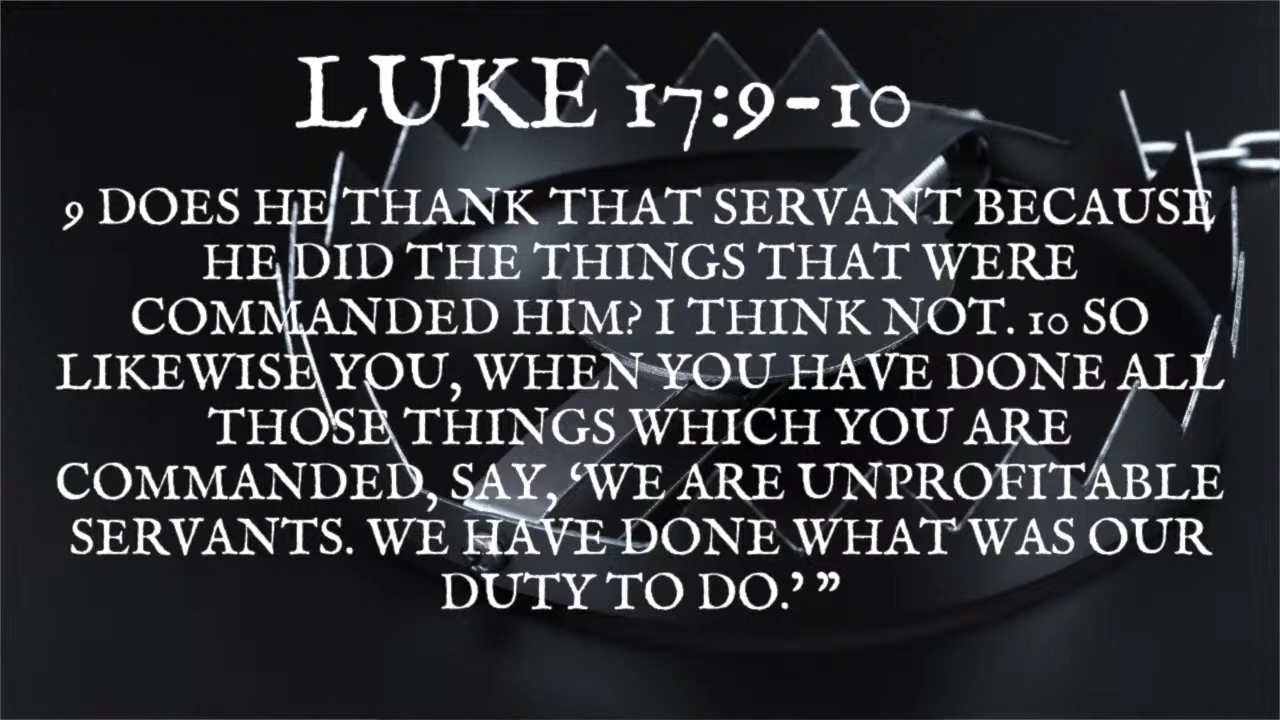 LUKE 17:9-10
9 DOES HE THANK THAT SERVANT BECAUSE
HE DID THE THINGS THAT WERE
COMMANDED HIM? I THINK NOT. 10 SO
LIKEWISE YOU, WHEN YOU HAVE DONE ALL
THOSE THINGS WHICH YOU ARE
COMMANDED, SAY, ‘WE ARE UNPROFITABLE
SERVANTS. WE HAVE DONE WHAT WAS OUR
DUTY TO DO.’ ”